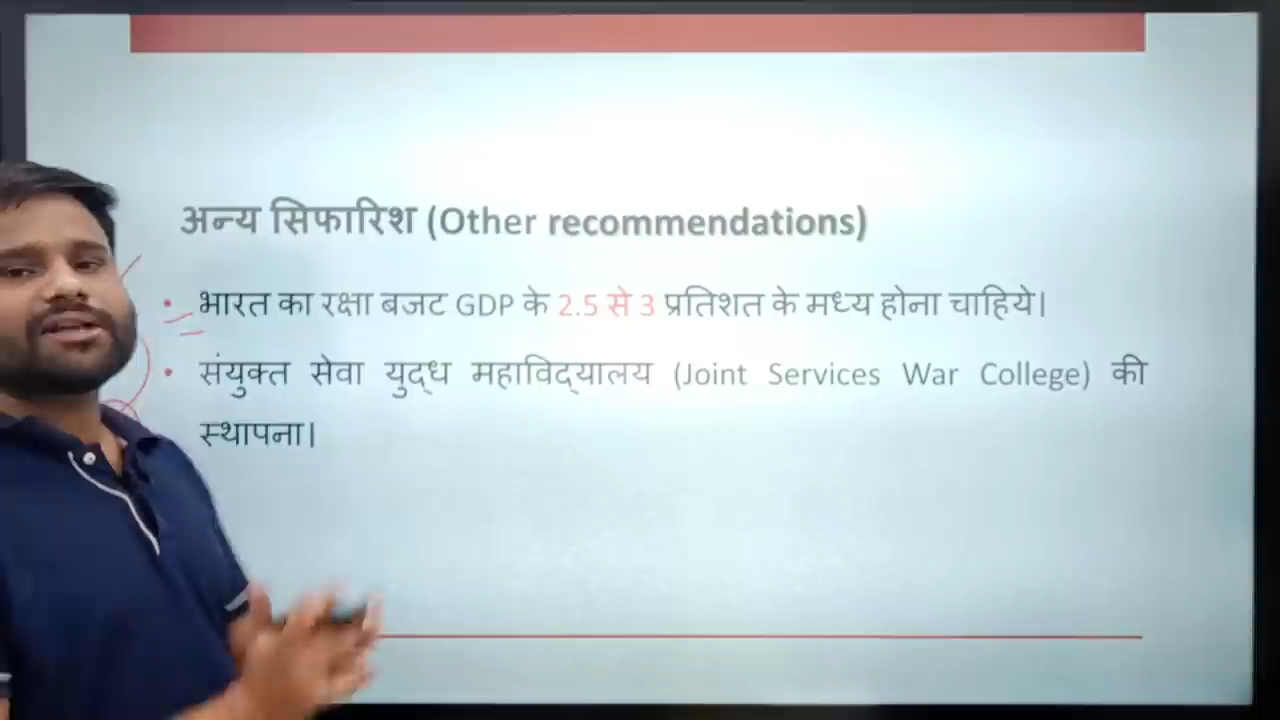 अन्य सिफारिश (Other recommendations)
• भारत का रक्षा बजट GDP के 2.5 से 3 प्रतिशत के मध्य होना चाहिये।
• संयुक्त सेवा युद्ध महाविद्यालय (Joint Services War College) की
स्थापना।